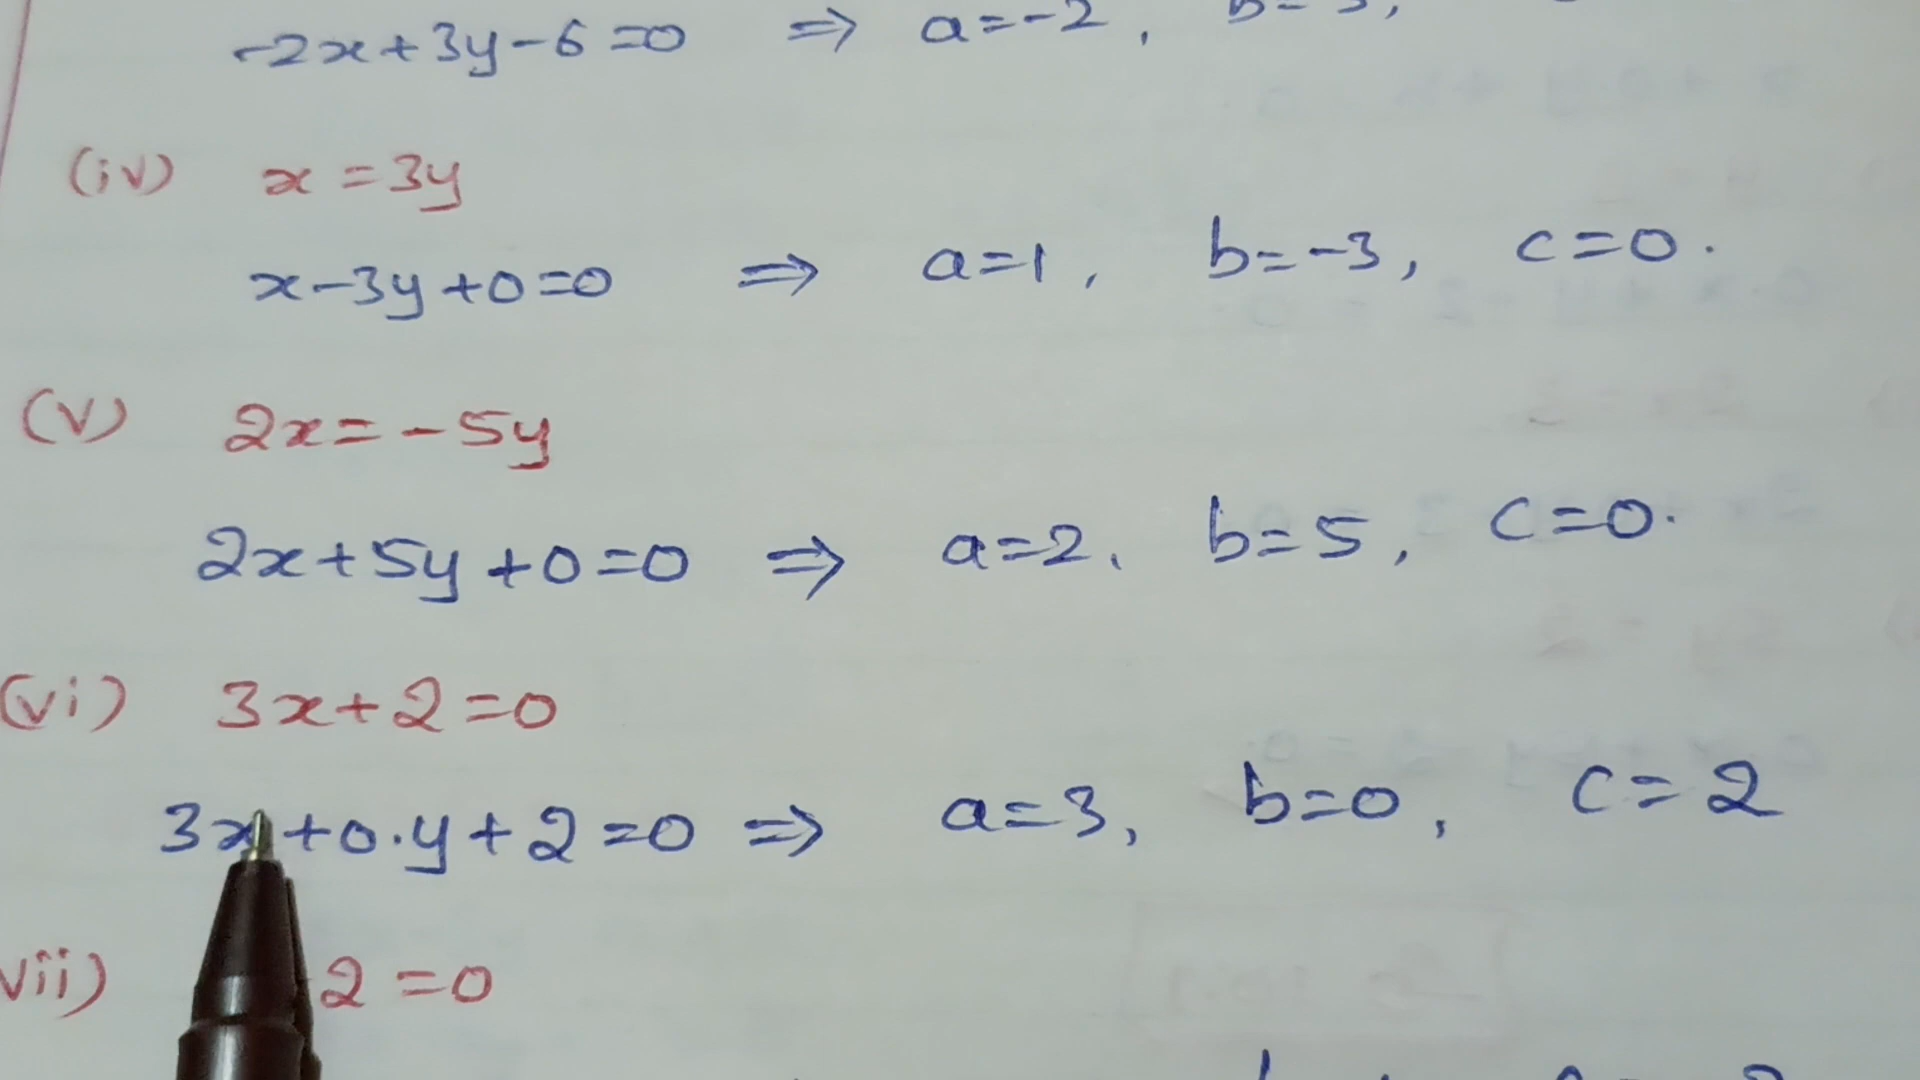 -2x+3y-6=0 ⇒ a=-2, b=3,
(iv) x=3y
x-3y+0=0 ⇒ a=1, b=-3, c=0.
(v) 2x=-5y
2x+5y+0=0 ⇒ a=2, b=5, c=0.
(vi) 3x+2=0
3x+0.y+2=0 ⇒ a=3, b=0, c=2
vii) 2=0